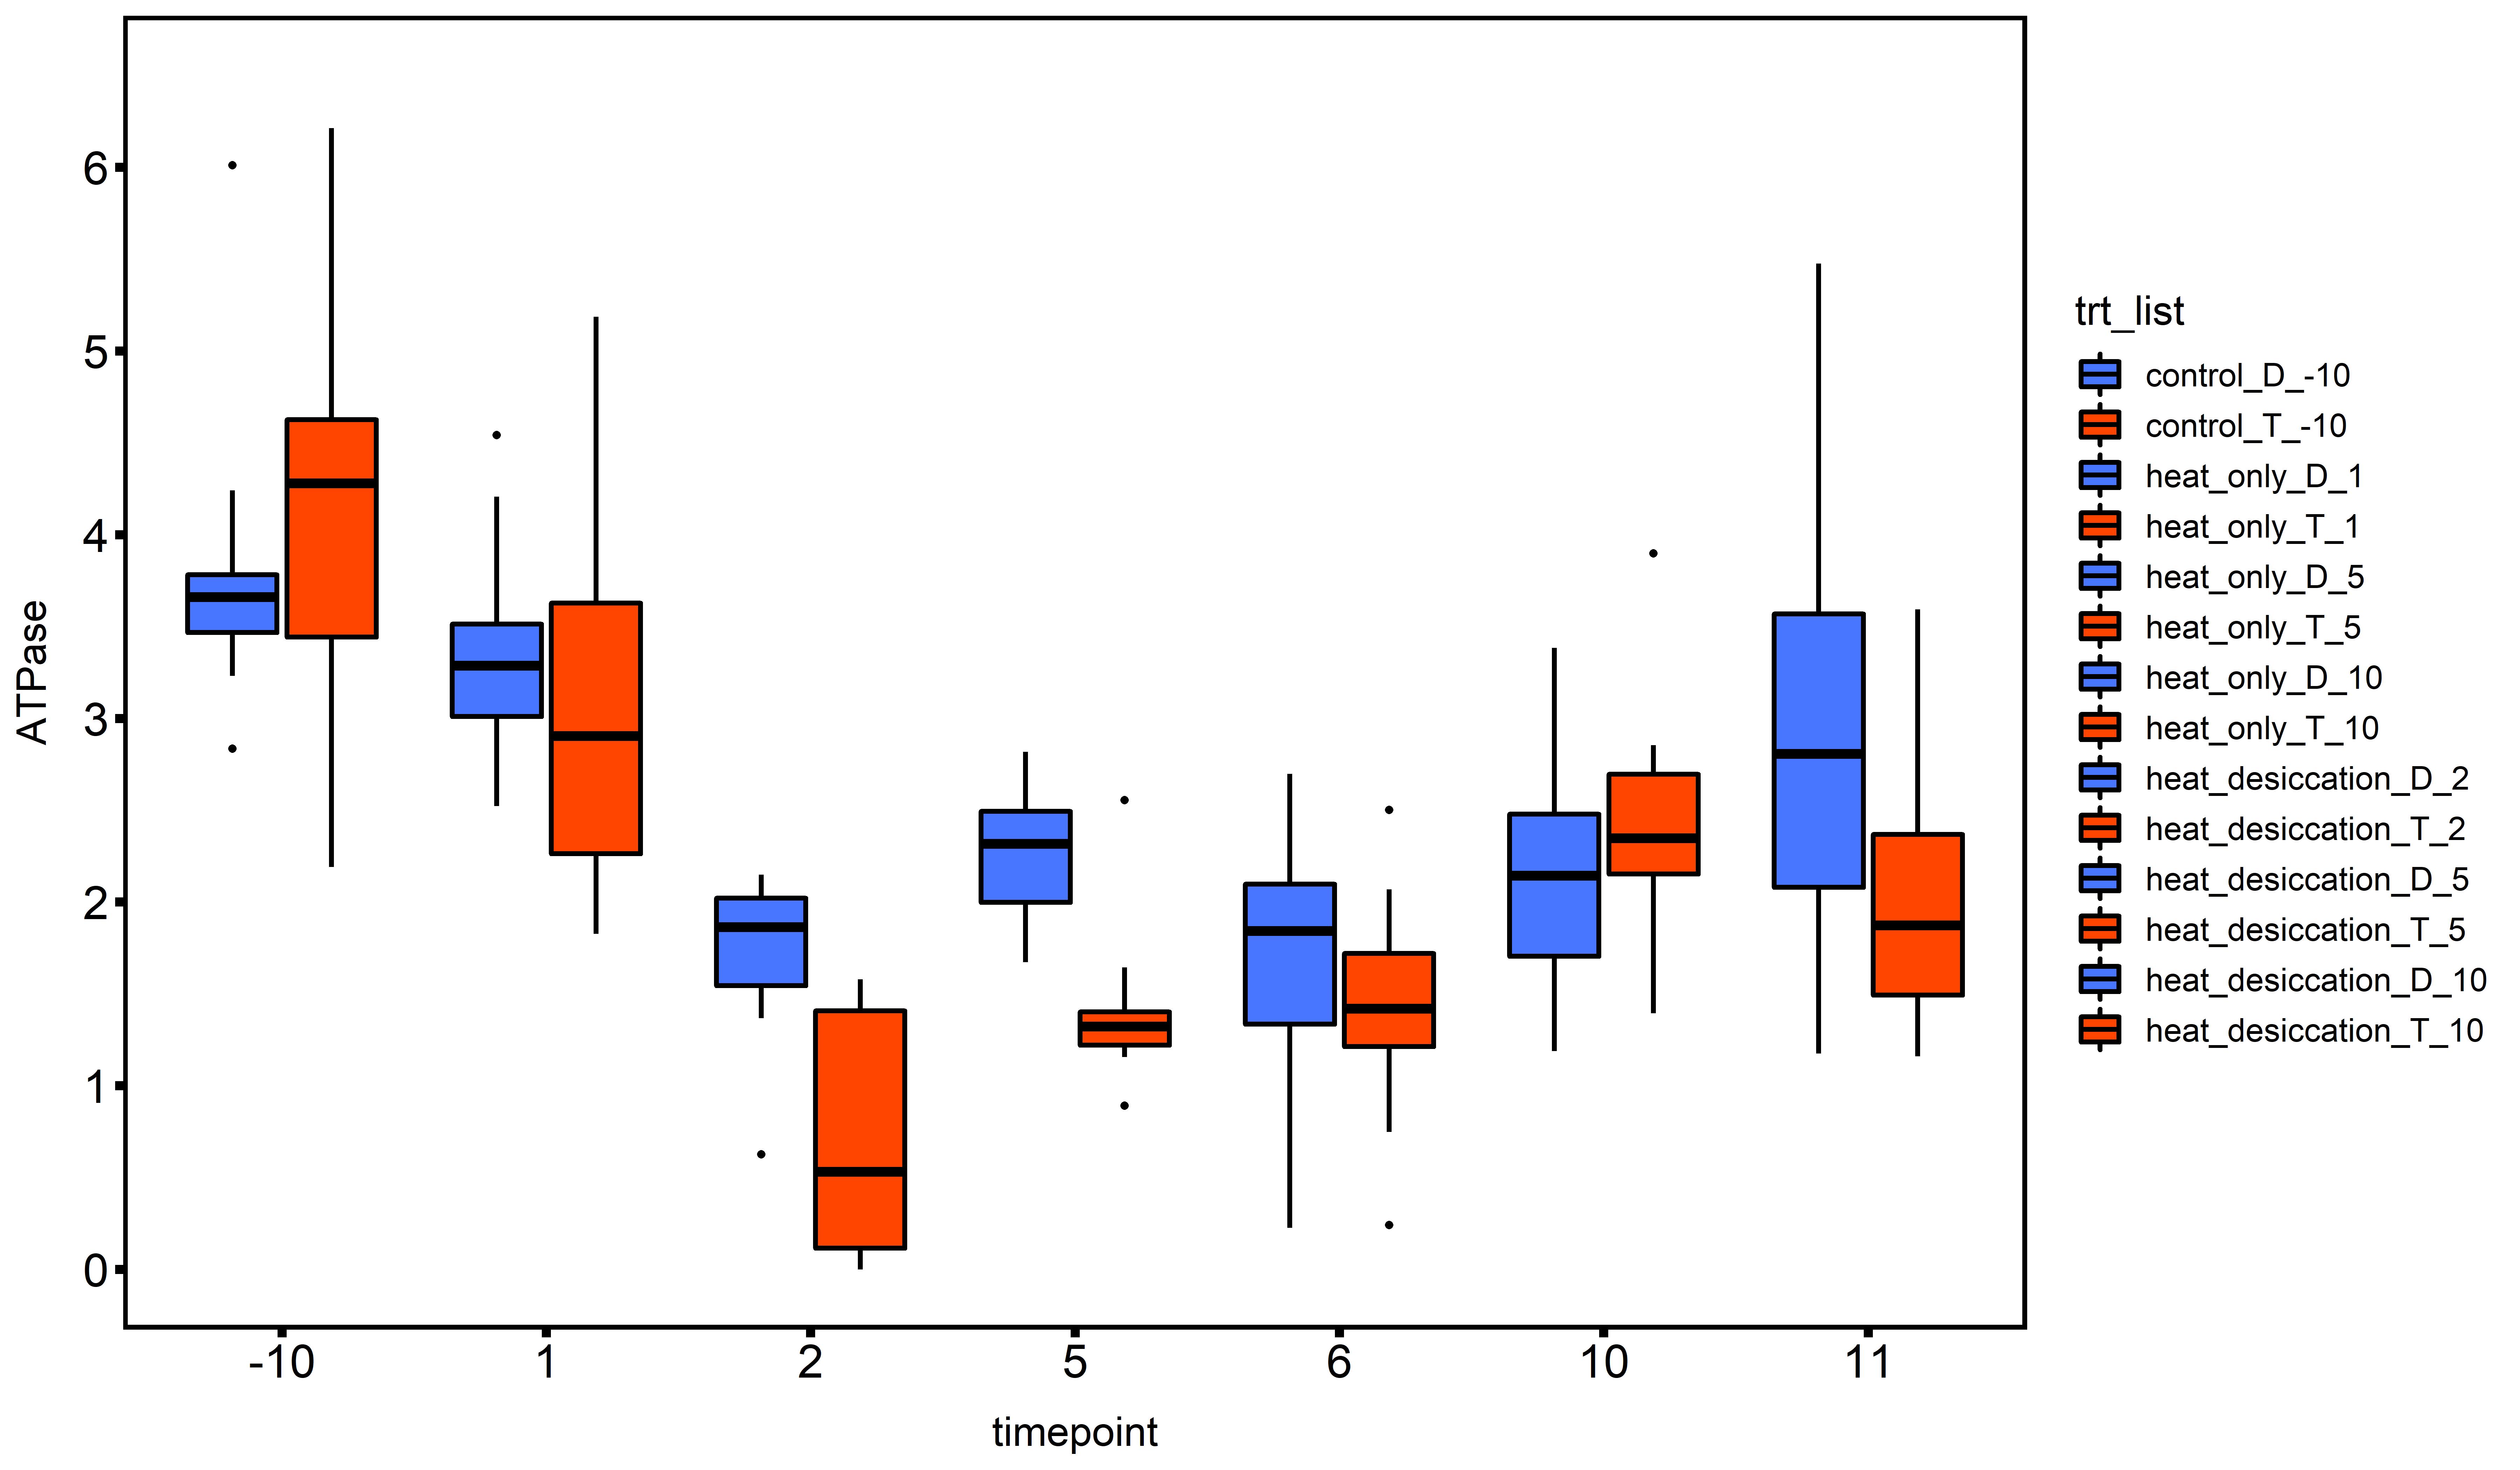 ATPase
6
5
4
3
2
1
0
-10 1 2 5 6 10 11
timepoint
trt_list
control_D_-10
control_T_-10
heat_only_D_1
heat_only_T_1
heat_only_D_5
heat_only_T_5
heat_only_D_10
heat_only_T_10
heat_desiccation_D_2
heat_desiccation_T_2
heat_desiccation_D_5
heat_desiccation_T_5
heat_desiccation_D_10
heat_desiccation_T_10